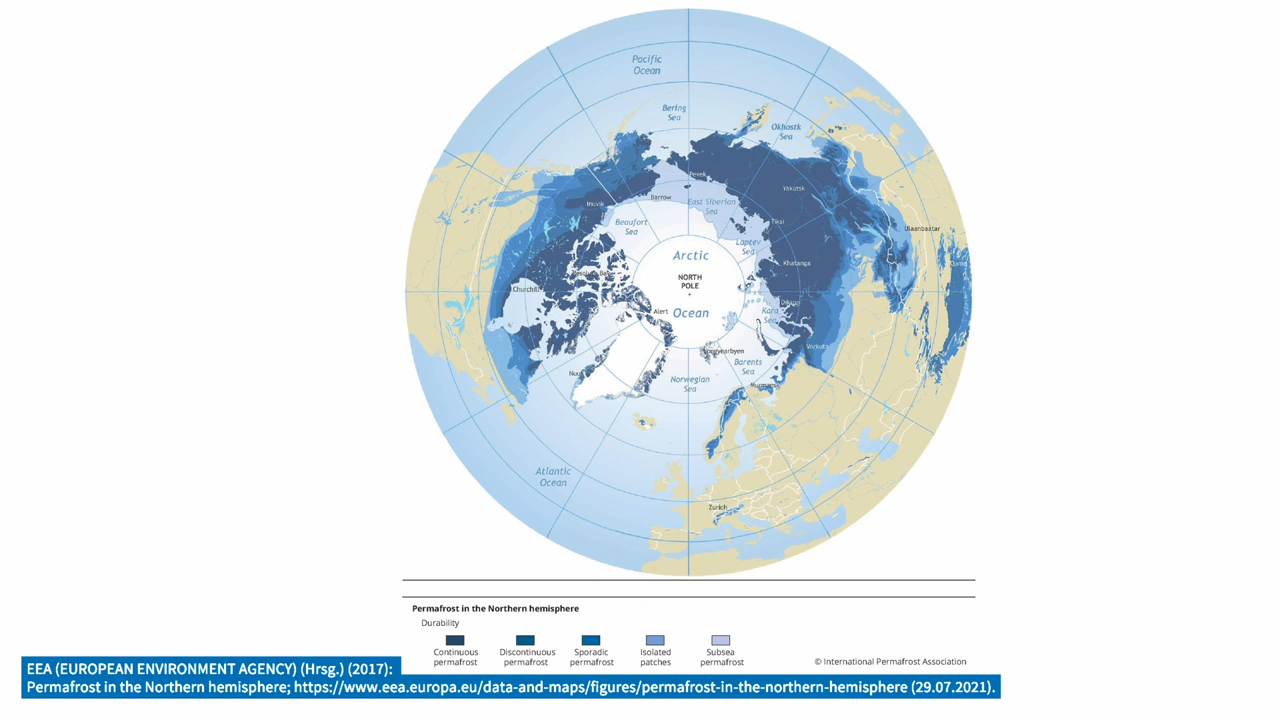 Pacific
Ocean
Bering
Sea
Okhostk
Sea
Pevek
Yakutsk
Barrow
Inuvik
East Siberian
Sea
Beaufort
Sea
Tiksi
Ulaanbaatar
Laptev
Sea
Arctic
Khatanga
Resolute Bay
NORTH
POLE
+
Churchill
Dikson
Alert
Ocean
Kara
Sea
Vorkuta
Longyearbyen
Barents
Sea
Nuuk
Norwegian
Sea
Murmansk
Atlantic
Ocean
Zurich
Permafrost in the Northern hemisphere
Durability
Continuous
permafrost
Discontinuous
permafrost
Sporadic
permafrost
Isolated
patches
Subsea
permafrost
© International Permafrost Association
EEA (EUROPEAN ENVIRONMENT AGENCY) (Hrsg.) (2017):
Permafrost in the Northern hemisphere; https://www.eea.europa.eu/data-and-maps/figures/permafrost-in-the-northern-hemisphere (29.07.2021).